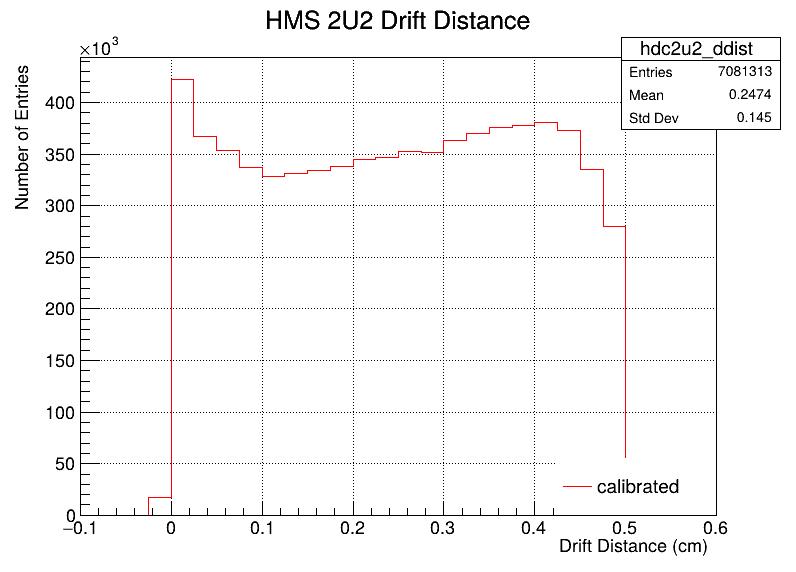 HMS 2U2 Drift Distance
×10³
hdc2u2_ddist
Entries 7081313
Mean 0.2474
Std Dev 0.145
Number of Entries
400
350
300
250
200
150
100
50
0
−0.1 0 0.1 0.2 0.3 0.4 0.5 0.6
calibrated
Drift Distance (cm)